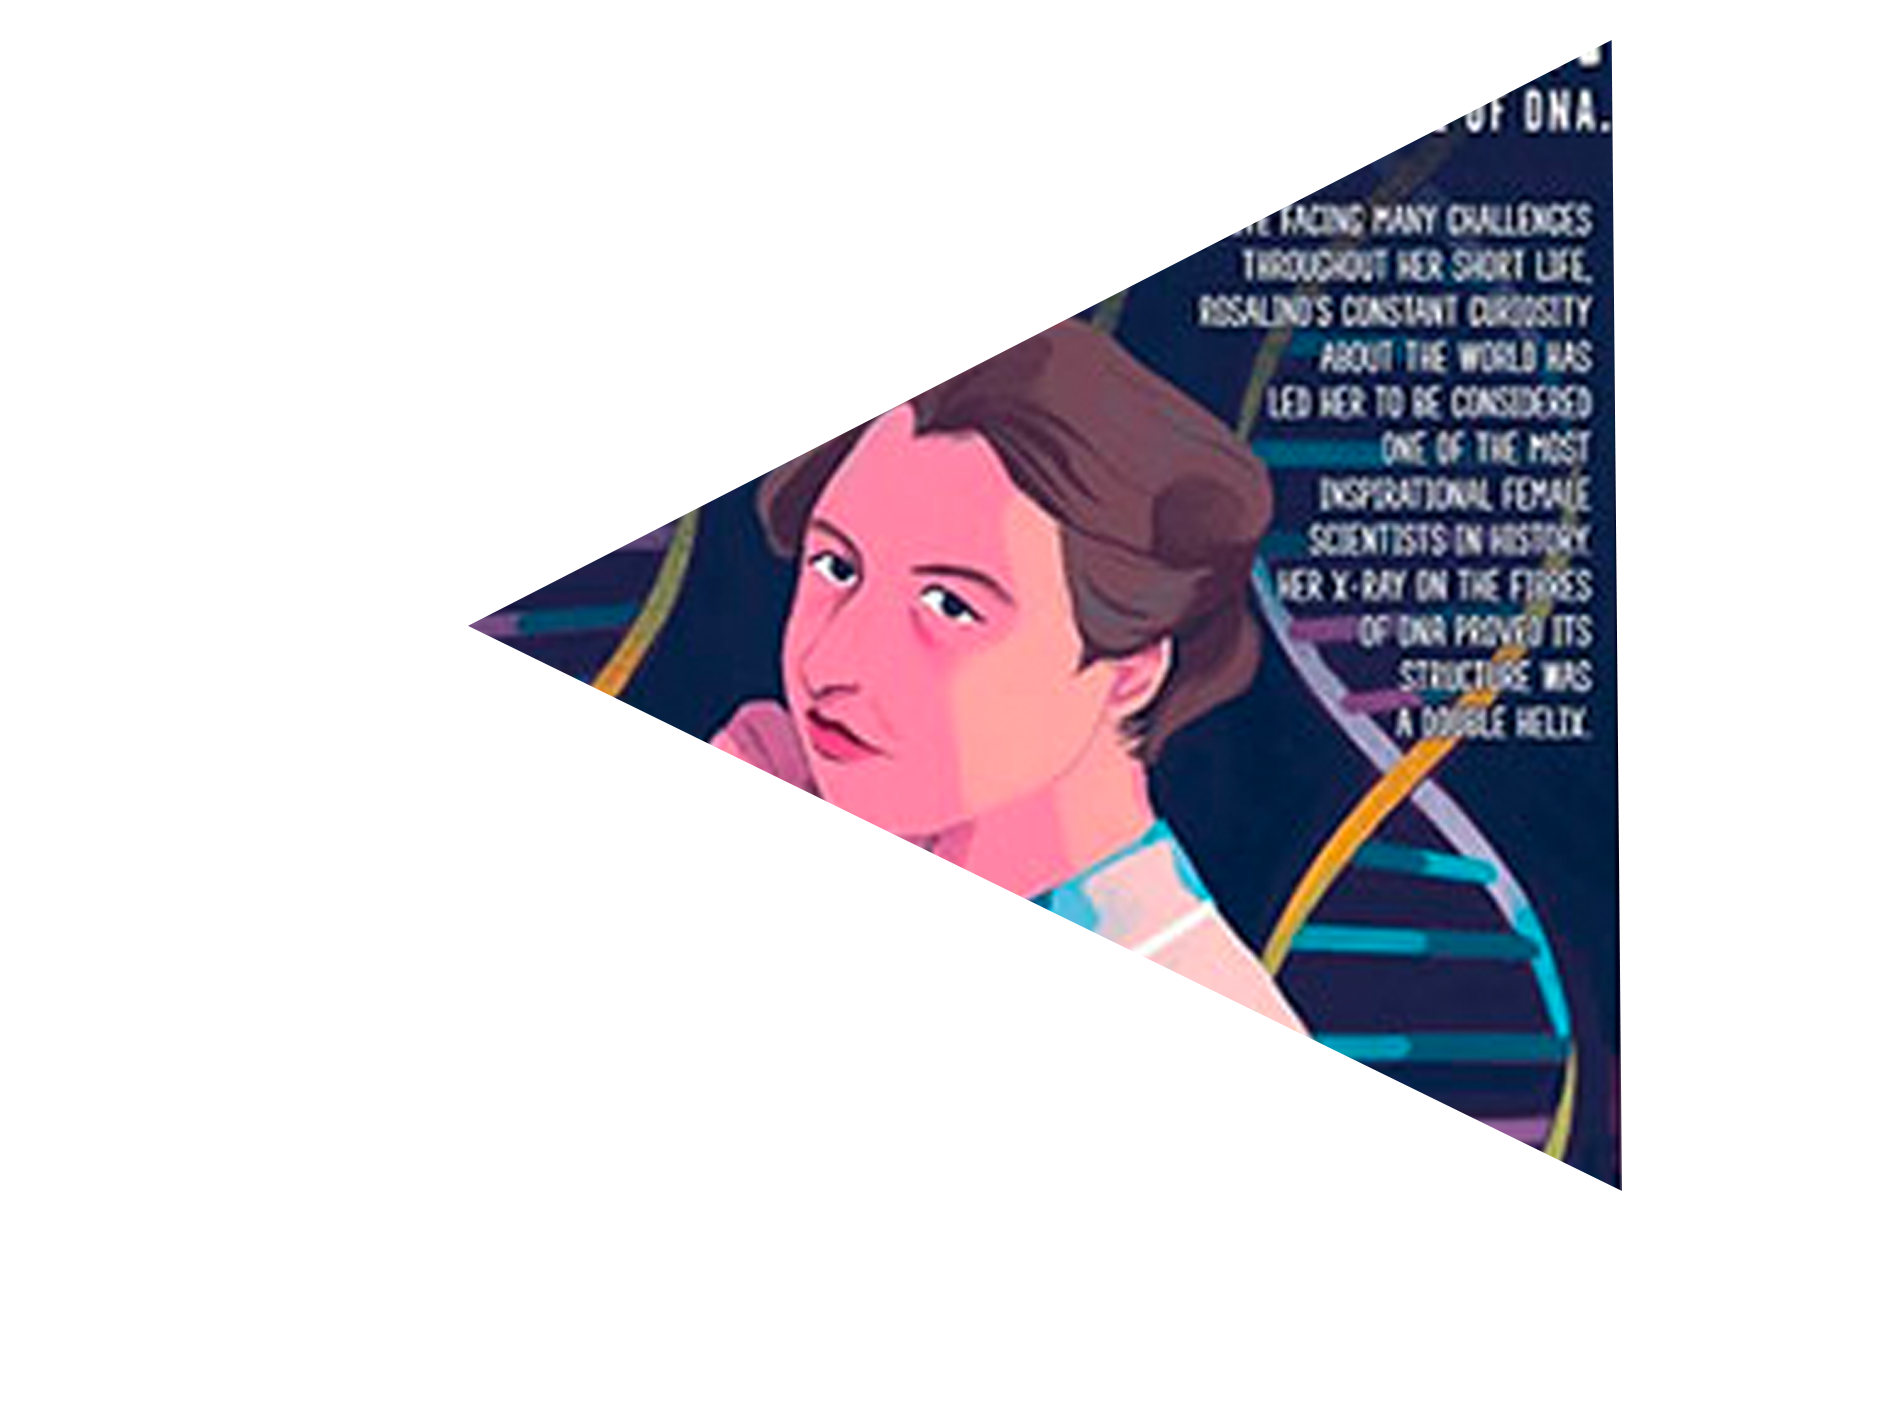 OF DNA.
FACING MANY CHALLENGES
THROUGHOUT HER SHORT LIFE,
ROSALIND'S CONSTANT CURIOSITY
ABOUT THE WORLD HAS
LED HER TO BE CONSIDERED
ONE OF THE MOST
INSPIRATIONAL FEMALE
SCIENTISTS IN HISTORY.
HER X-RAY ON THE FIBRES
OF DNA PROVED ITS
STRUCTURE WAS
A DOUBLE HELIX.